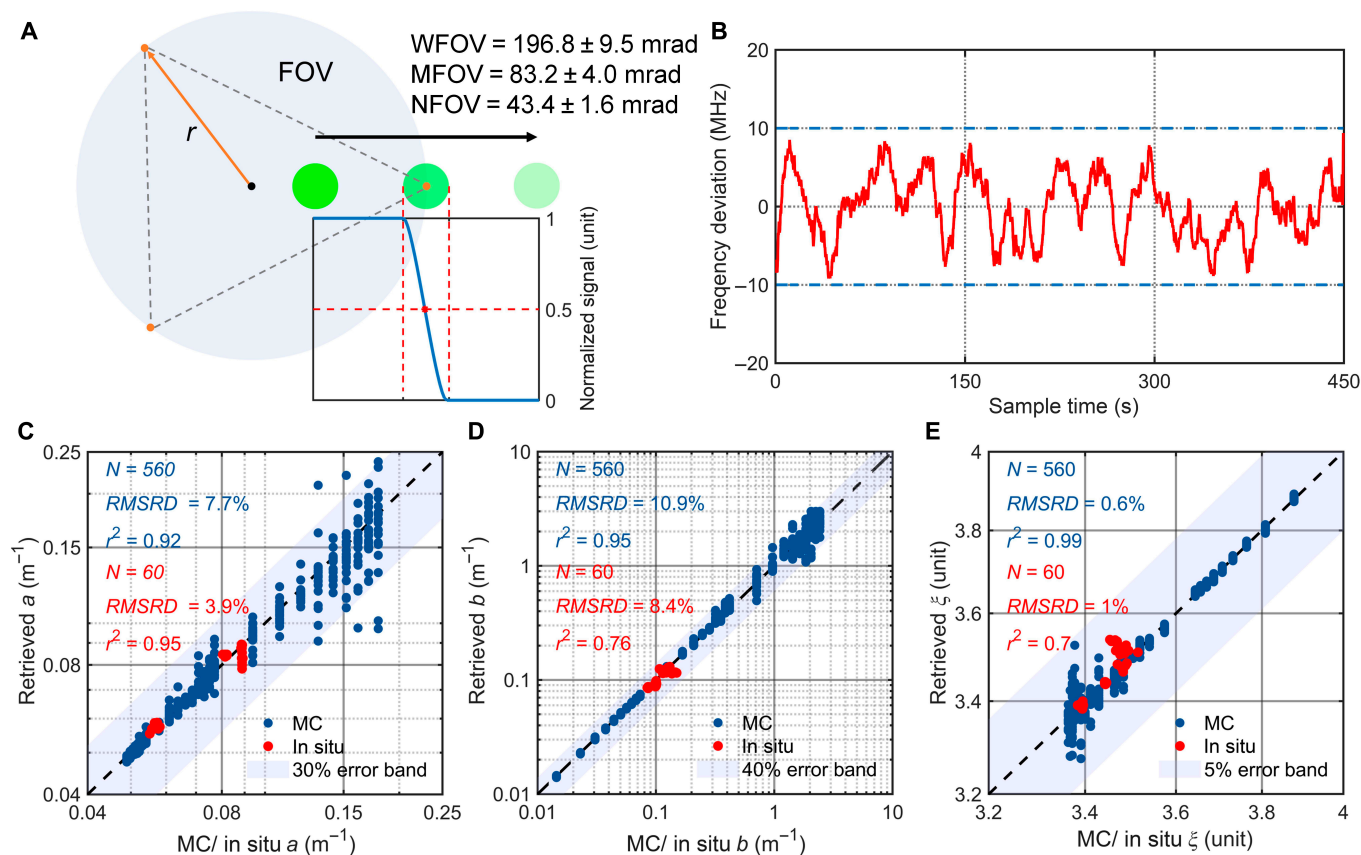 A
FOV
r
WFOV = 196.8 ± 9.5 mrad
MFOV = 83.2 ± 4.0 mrad
NFOV = 43.4 ± 1.6 mrad
1
0.5
0
Normalized signal (unit)
B
Freqency deviation (MHz)
20
10
0
−10
−20
0
150
300
450
Sample time (s)
C
Retrieved a (m⁻¹)
0.25
0.15
0.08
0.04
N = 560
RMSRD = 7.7%
r² = 0.92
N = 60
RMSRD = 3.9%
r² = 0.95
MC
In situ
30% error band
0.04
0.08
0.15
0.25
MC/ in situ a (m⁻¹)
D
Retrieved b (m⁻¹)
10
1
0.1
0.01
N = 560
RMSRD = 10.9%
r² = 0.95
N = 60
RMSRD = 8.4%
r² = 0.76
MC
In situ
40% error band
0.01
0.1
1
10
MC/ in situ b (m⁻¹)
E
Retrieved ξ (unit)
4
3.8
3.6
3.4
3.2
N = 560
RMSRD = 0.6%
r² = 0.99
N = 60
RMSRD = 1%
r² = 0.7
MC
In situ
5% error band
3.2
3.4
3.6
3.8
4
MC/ in situ ξ (unit)